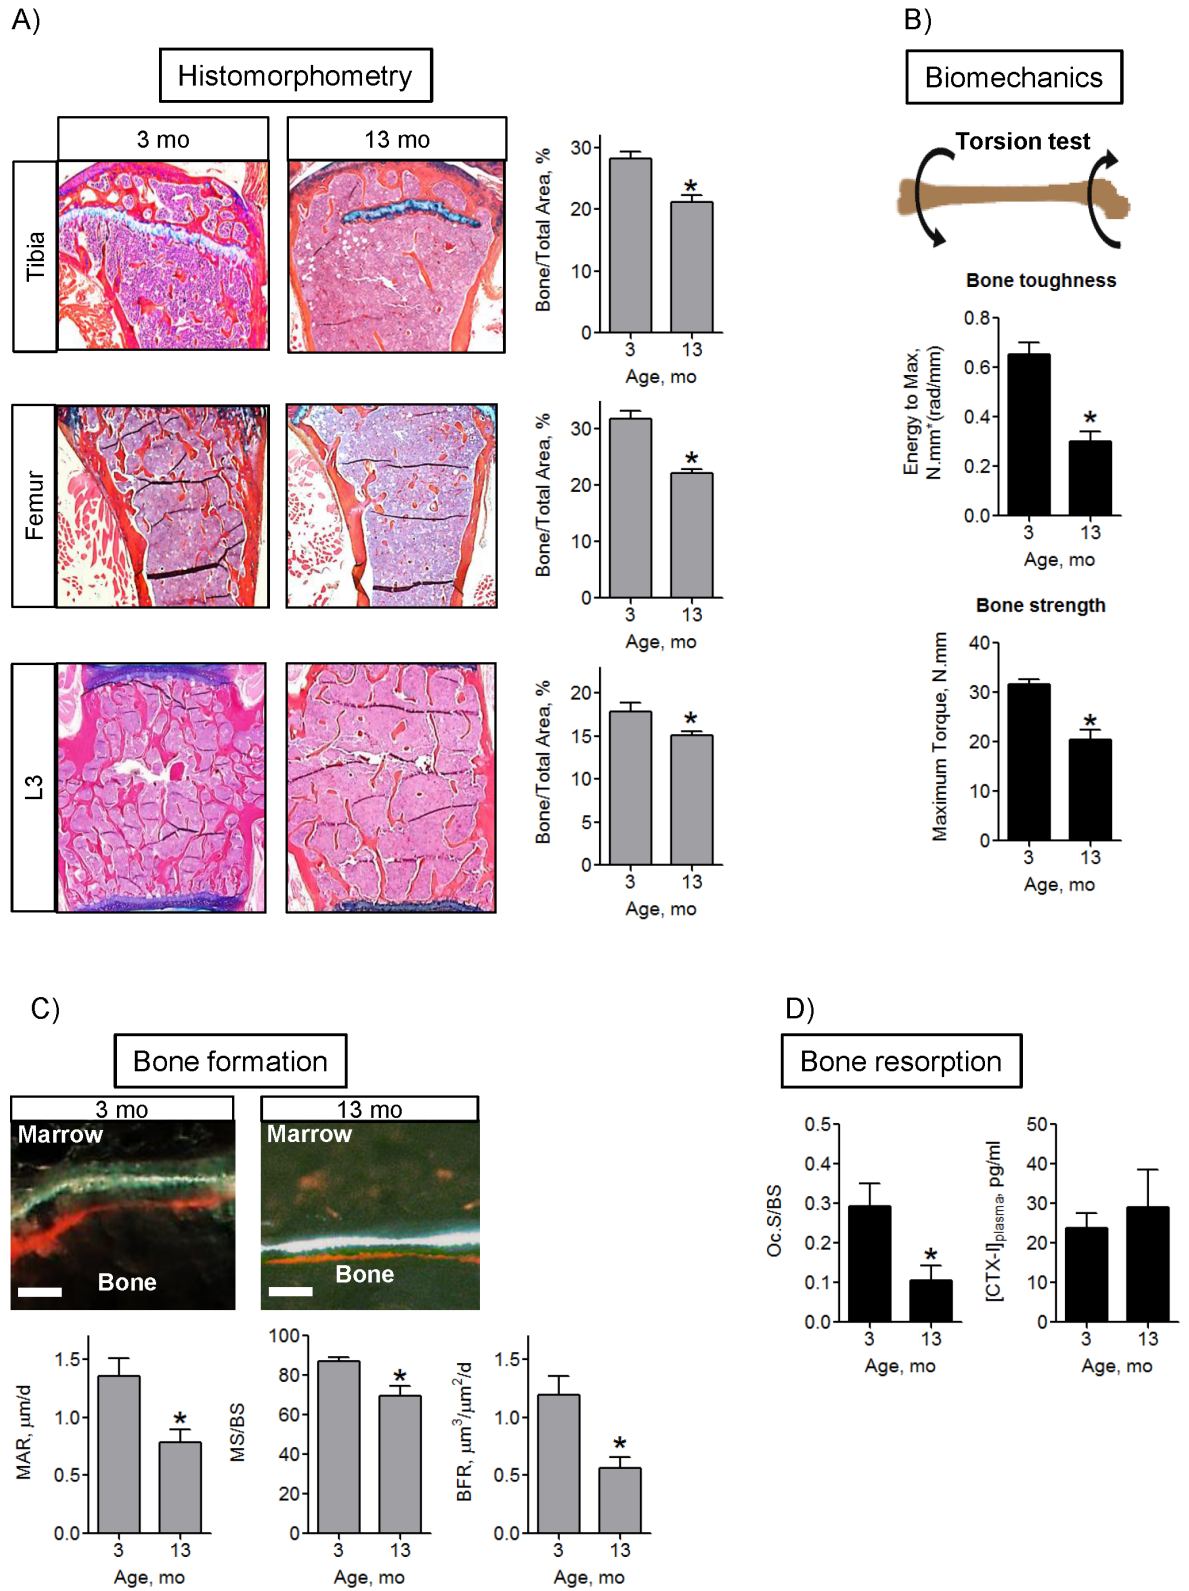 A)
Histomorphometry
3 mo
13 mo
Tibia
Bone/Total Area, %
30
20
10
0
3
13
Age, mo
Femur
Bone/Total Area, %
30
20
10
0
3
13
Age, mo
L3
Bone/Total Area, %
20
15
10
5
0
3
13
Age, mo
*
*
*
B)
Biomechanics
Torsion test
Bone toughness
Energy to Max,
N.mm*(rad/mm)
0.8
0.6
0.4
0.2
0.0
*
3
13
Age, mo
Bone strength
Maximum Torque, N.mm
40
30
20
10
0
*
3
13
Age, mo
C)
Bone formation
3 mo
13 mo
Marrow
Bone
Marrow
Bone
MAR, μm/d
1.5
1.0
0.5
0.0
*
3
13
Age, mo
MS/BS
100
80
60
40
20
0
*
3
13
Age, mo
BFR, μm³/μm²/d
1.5
1.0
0.5
0.0
*
3
13
Age, mo
D)
Bone resorption
Oc.S/BS
0.5
0.4
0.3
0.2
0.1
0.0
*
3
13
Age, mo
[CTX-I]plasma, pg/ml
50
40
30
20
10
0
3
13
Age, mo